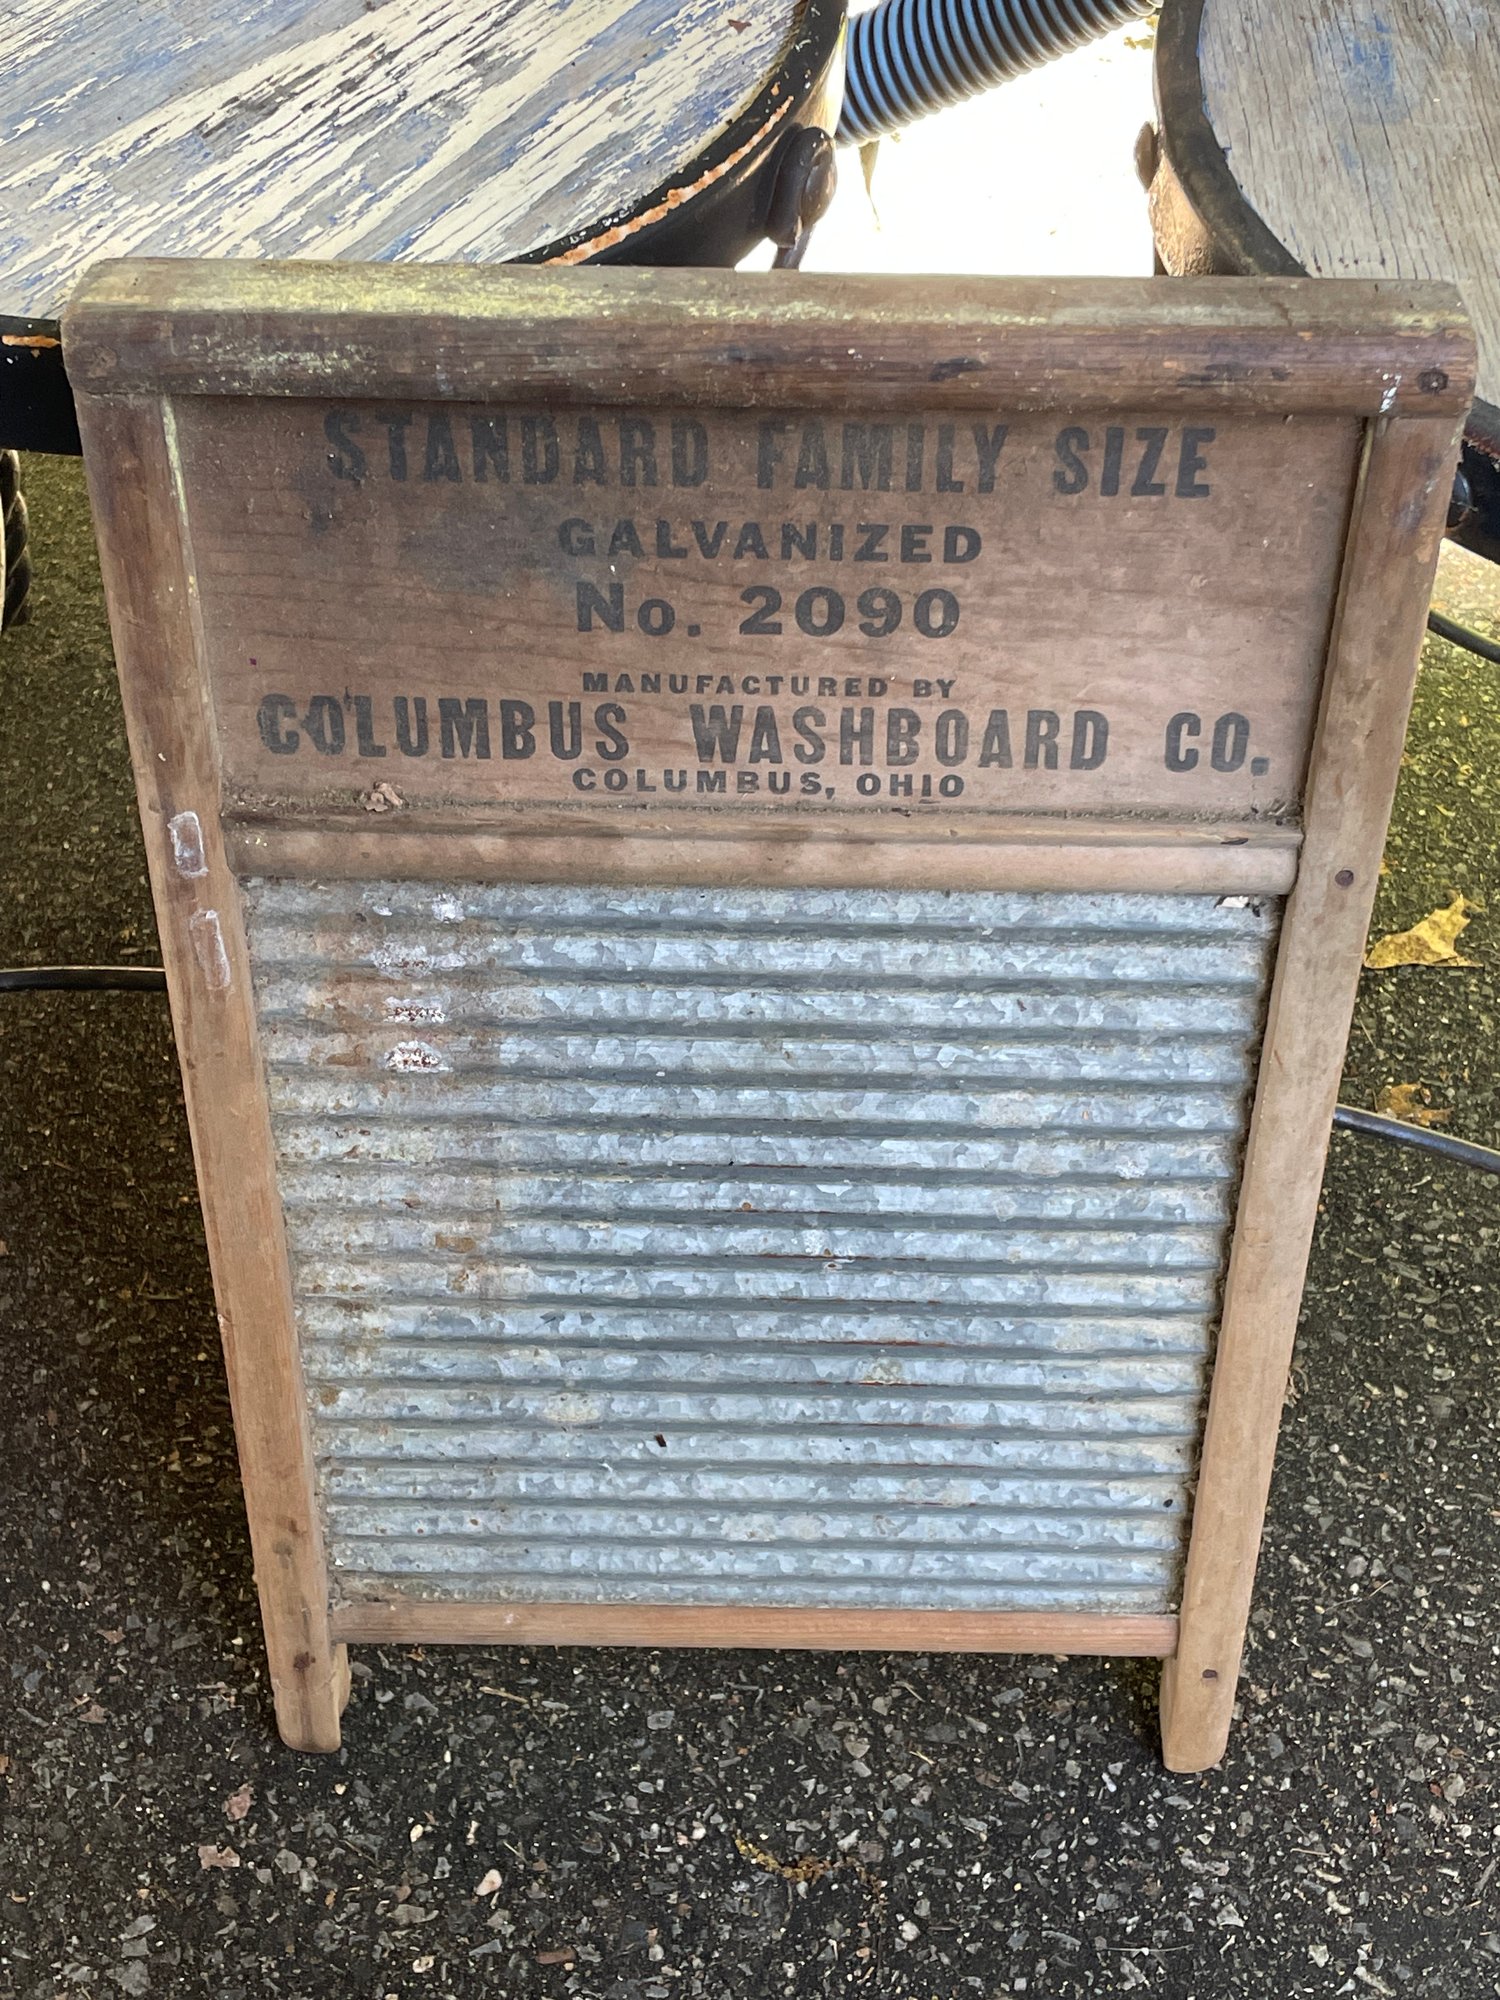 STANDARD FAMILY SIZE
GALVANIZED
No. 2090
MANUFACTURED BY
COLUMBUS WASHBOARD CO.
COLUMBUS, OHIO